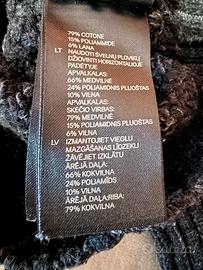 79% COTONE
15% POLIAMMIDE
6% LANA
LT NAUDOTI ŠVELNŲ PLOVIKLĮ
DŽIOVINTI HORIZONTALIOJE
PADĖTYJE
APVALKALAS:
66% MEDVILNĖ
24% POLIAMIDINIS PLUOŠTAS
10% VILNA
SKĖČIO VIRBAS:
79% MEDVILNĖ
15% POLIAMIDINIS PLUOŠTAS
6% VILNA
LV IZMANTOJIET VIEGLU
MAZGĀŠANAS LĪDZEKLI
ŽĀVĒJIET IZKLĀTU
ĀRĒJĀ DAĻA:
66% KOKVILNA
24% POLIAMĪDS
10% VILNA
ĀRĒJĀ DAĻA:RIBA:
79% KOKVILNA